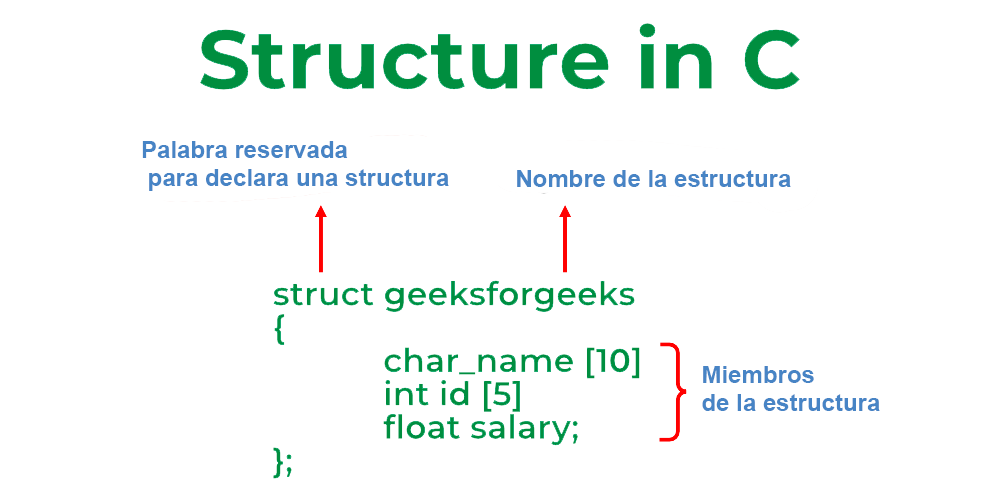 Structure in C
Palabra reservada
para declara una structura
Nombre de la estructura
struct geeksforgeeks
{
char_name [10]
int id [5]
float salary;
};
Miembros
de la estructura